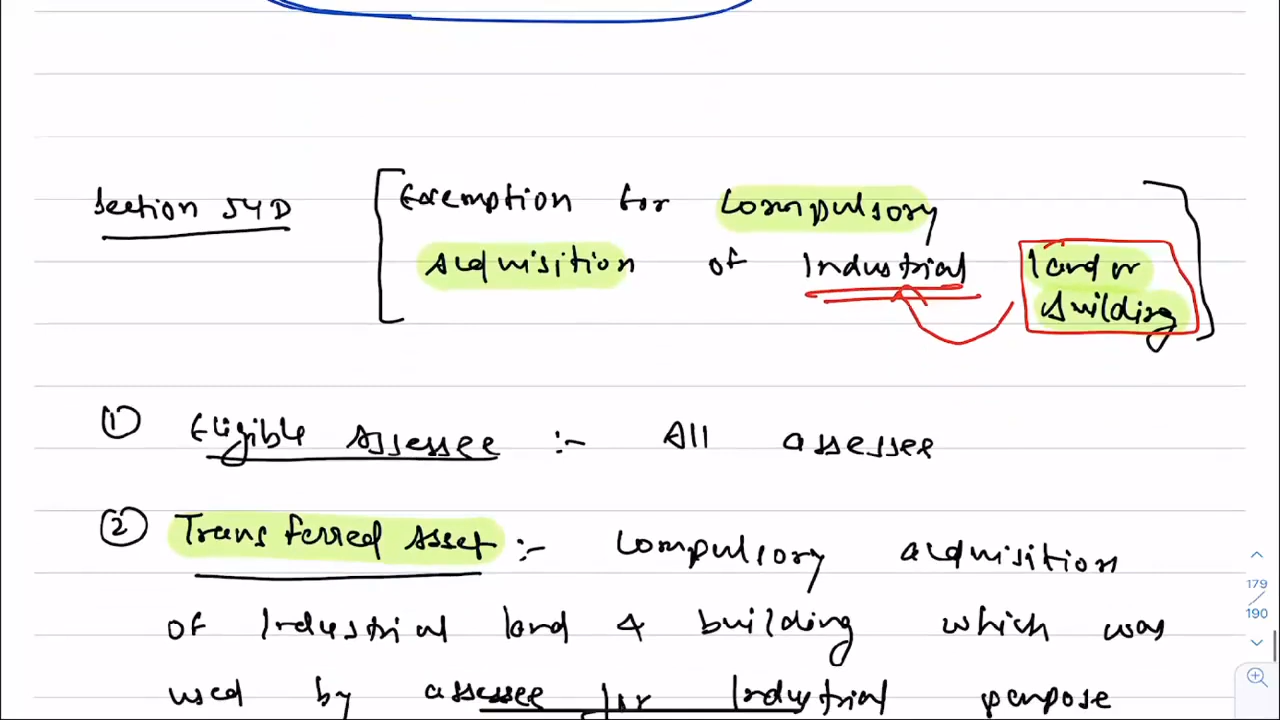 Section 54D [Exemption for Compulsory
Acquisition of Industrial land or
Building]
① Eligible Assessee :- All assessee
② Transferred Asset :- Compulsory acquisition
of Industrial land & building which was
used by assessee for Industrial purpose
179
190